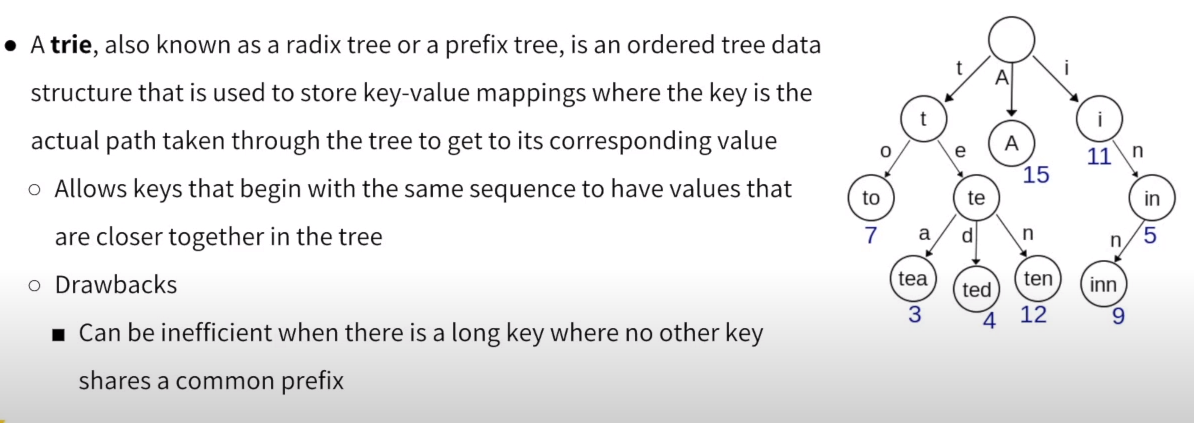 ● A trie, also known as a radix tree or a prefix tree, is an ordered tree data
structure that is used to store key-value mappings where the key is the
actual path taken through the tree to get to its corresponding value
○ Allows keys that begin with the same sequence to have values that
are closer together in the tree
○ Drawbacks
■ Can be inefficient when there is a long key where no other key
shares a common prefix
t A i
t A i
15 11
o e n
to te in
7 5
a d n n
tea ted ten inn
3 4 12 9